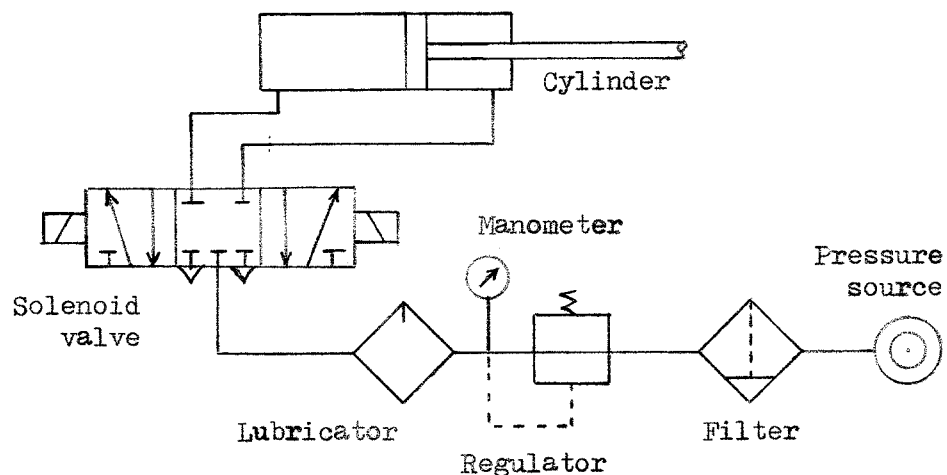 Cylinder
Manometer
Pressure
source
Solenoid
valve
Lubricator
Filter
Regulator